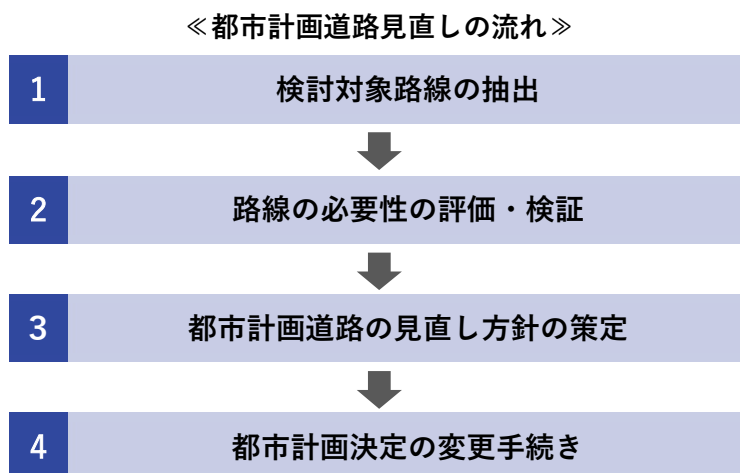 ≪都市計画道路見直しの流れ≫
1 検討対象路線の抽出
2 路線の必要性の評価・検証
3 都市計画道路の見直し方針の策定
4 都市計画決定の変更手続き